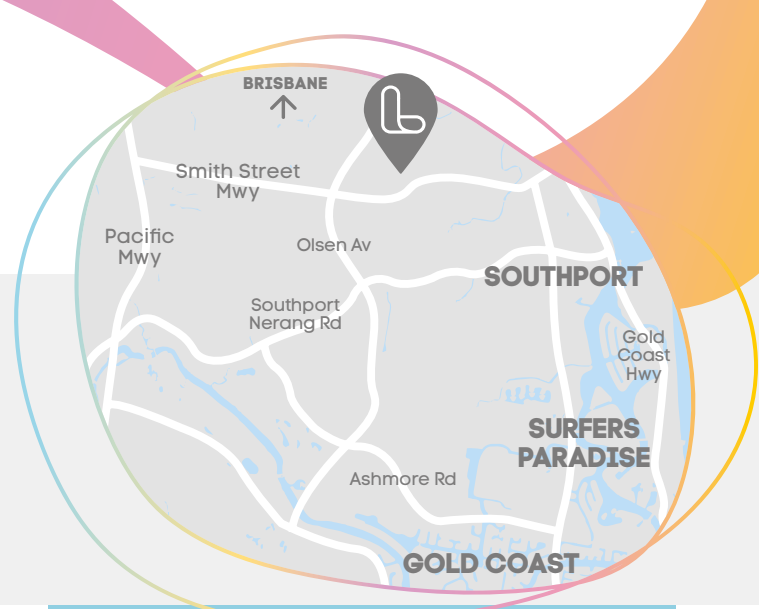 BRISBANE
Smith Street
Mwy
Pacific
Mwy
Olsen Av
SOUTHPORT
Southport
Nerang Rd
Gold
Coast
Hwy
SURFERS
PARADISE
Ashmore Rd
GOLD COAST